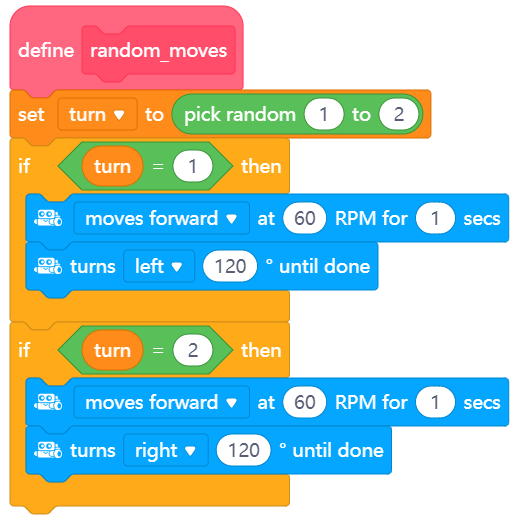 define random_moves
set turn to pick random 1 to 2
if turn = 1 then
moves forward at 60 RPM for 1 secs
turns left 120 ° until done
if turn = 2 then
moves forward at 60 RPM for 1 secs
turns right 120 ° until done